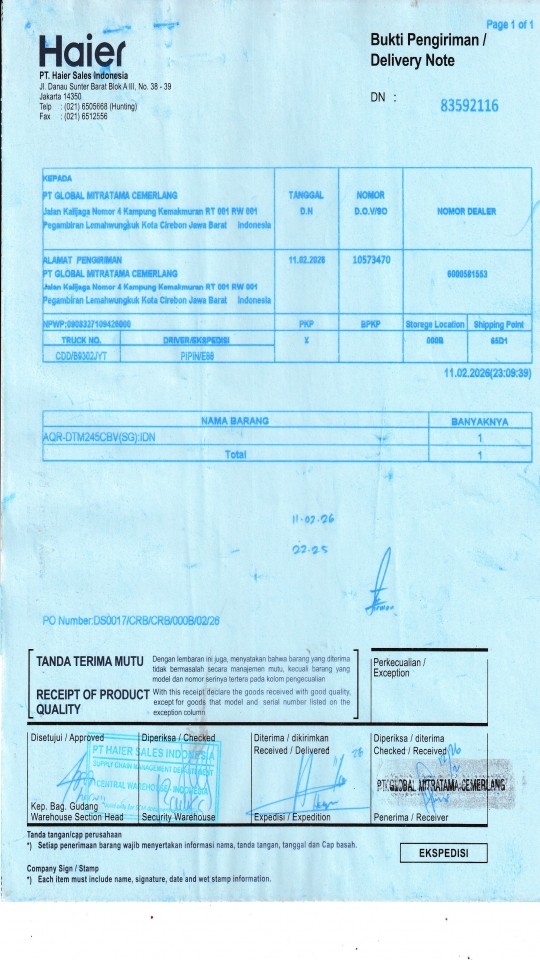 Page 1 of 1
Haier
Bukti Pengiriman /
Delivery Note
PT. Haier Sales Indonesia
Jl. Danau Sunter Barat Blok A III, No. 38 - 39
Jakarta 14350
Telp : (021) 6505668 (Hunting)
Fax : (021) 6512556
DN : 83592116
KEPADA
PT GLOBAL MITRATAMA CEMERLANG
Jalan Kalijaga Nomor 4 Kampung Kemakmuran RT 001 RW 001
Pegambiran Lemahwungkuk Kota Cirebon Jawa Barat Indonesia
TANGGAL
D.N
NOMOR
D.O.V/SO
NOMOR DEALER
ALAMAT PENGIRIMAN
PT GLOBAL MITRATAMA CEMERLANG
Jalan Kalijaga Nomor 4 Kampung Kemakmuran RT 001 RW 001
Pegambiran Lemahwungkuk Kota Cirebon Jawa Barat Indonesia
11.02.2026
10573470
6000581553
NPWP:0908327109426000
PKP
BPKP
Storege Location
Shipping Point
TRUCK NO.
DRIVER/EKSPEDISI
X
000B
65D1
CDD/B9302JYT
PIPIN/E98
11.02.2026(23:09:39)
NAMA BARANG BANYAKNYA
AQR-DTM245CBV(SG):IDN 1
Total 1
11-02-26
22-25
PO Number:DS0017/CRB/CRB/000B/02/26
TANDA TERIMA MUTU
Dengan lembaran ini juga, menyatakan bahwa barang yang diterima
tidak bermasalah secara manajemen mutu, kecuali barang yang
model dan nomor serinya tertera pada kolom pengecualian
RECEIPT OF PRODUCT
QUALITY
With this receipt declare the goods received with good quality,
except for goods that model and serial number listed on the
exception column
Perkecualian /
Exception
Disetujui / Approved
Diperiksa / Checked
Diterima / dikirimkan
Received / Delivered
Diperiksa / diterima
Checked / Received
PT HAIER SALES INDONESIA
SUPPLY CHAIN MANAGEMENT DEPARTEMENT
CENTRAL WAREHOUSE
PT.GLOBAL MITRATAMA CEMERLANG
Kep. Bag. Gudang
Warehouse Section Head
Security Warehouse
Expedisi / Expedition
Penerima / Receiver
Tanda tangan/cap perusahaan
*) Setiap penerimaan barang wajib menyertakan informasi nama, tanda tangan, tanggal dan Cap basah.
EKSPEDISI
Company Sign / Stamp
*) Each item must include name, signature, date and wet stamp information.